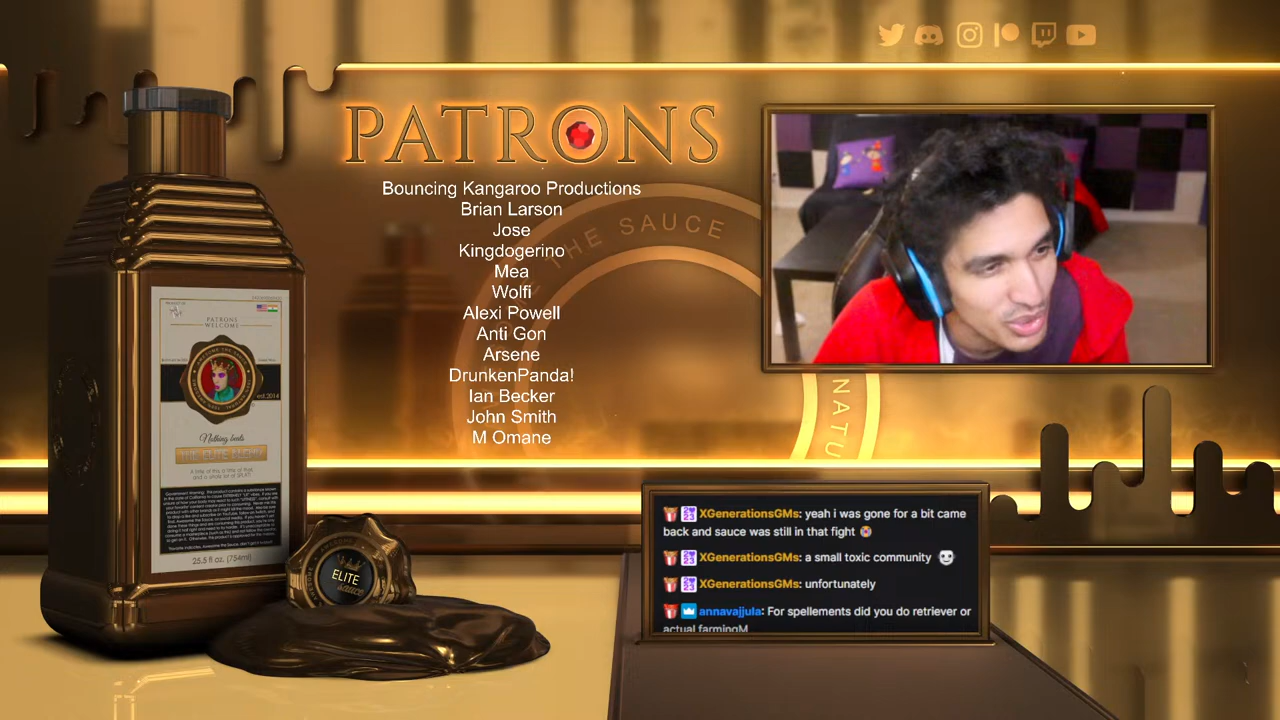 PATRONS
Bouncing Kangaroo Productions
Brian Larson
Jose
Kingdogerino
Mea
Wolfi
Alexi Powell
Anti Gon
Arsene
DrunkenPanda!
Ian Becker
John Smith
M Omane
THE SAUCE
NATU
PATRONS
WELCOME
est.2014
Nothing beats
THE ELITE BLEND
25.5 fl oz. (754ml)
ELITE
sauce
XGenerationsGMs: yeah i was gone for a bit came
back and sauce was still in that fight
XGenerationsGMs: a small toxic community
XGenerationsGMs: unfortunately
annavajjula: For spellements did you do retriever or
actual farmingM